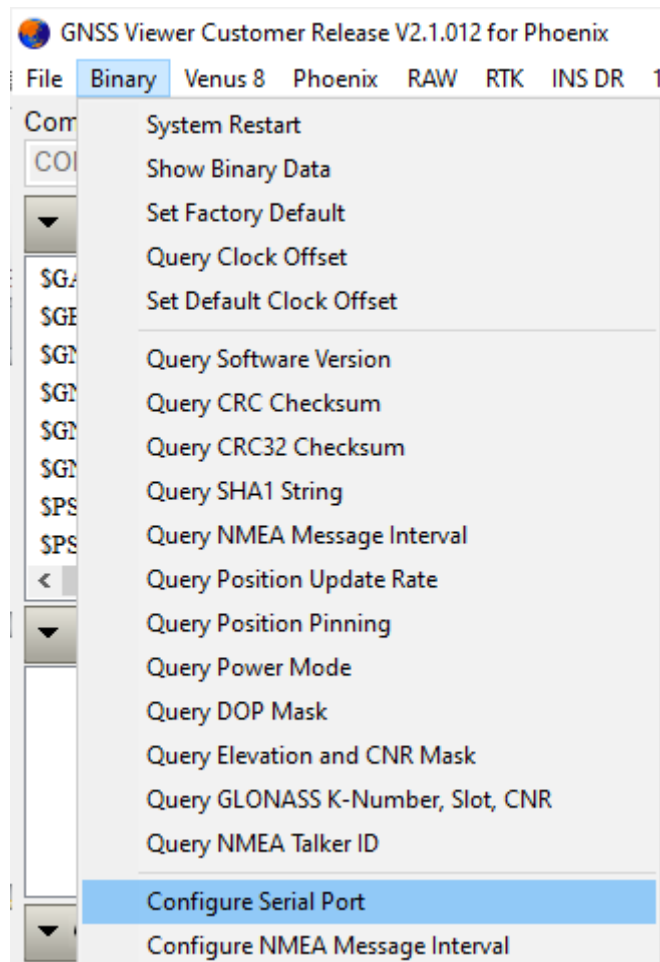 GNSS Viewer Customer Release V2.1.012 for Phoenix
File Binary Venus 8 Phoenix RAW RTK INS DR
Com
System Restart
Show Binary Data
Set Factory Default
Query Clock Offset
Set Default Clock Offset
Query Software Version
Query CRC Checksum
Query CRC32 Checksum
Query SHA1 String
Query NMEA Message Interval
Query Position Update Rate
Query Position Pinning
Query Power Mode
Query DOP Mask
Query Elevation and CNR Mask
Query GLONASS K-Number, Slot, CNR
Query NMEA Talker ID
Configure Serial Port
Configure NMEA Message Interval